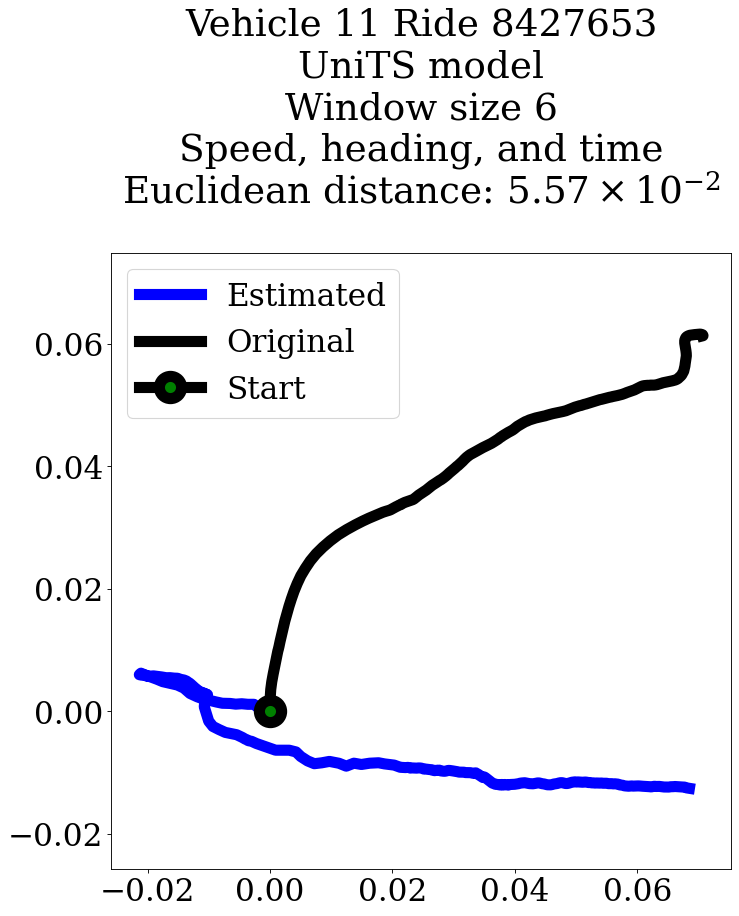 Vehicle 11 Ride 8427653
UniTS model
Window size 6
Speed, heading, and time
Euclidean distance: 5.57 × 10⁻²
Estimated
Original
Start
0.06
0.04
0.02
0.00
−0.02
−0.02 0.00 0.02 0.04 0.06